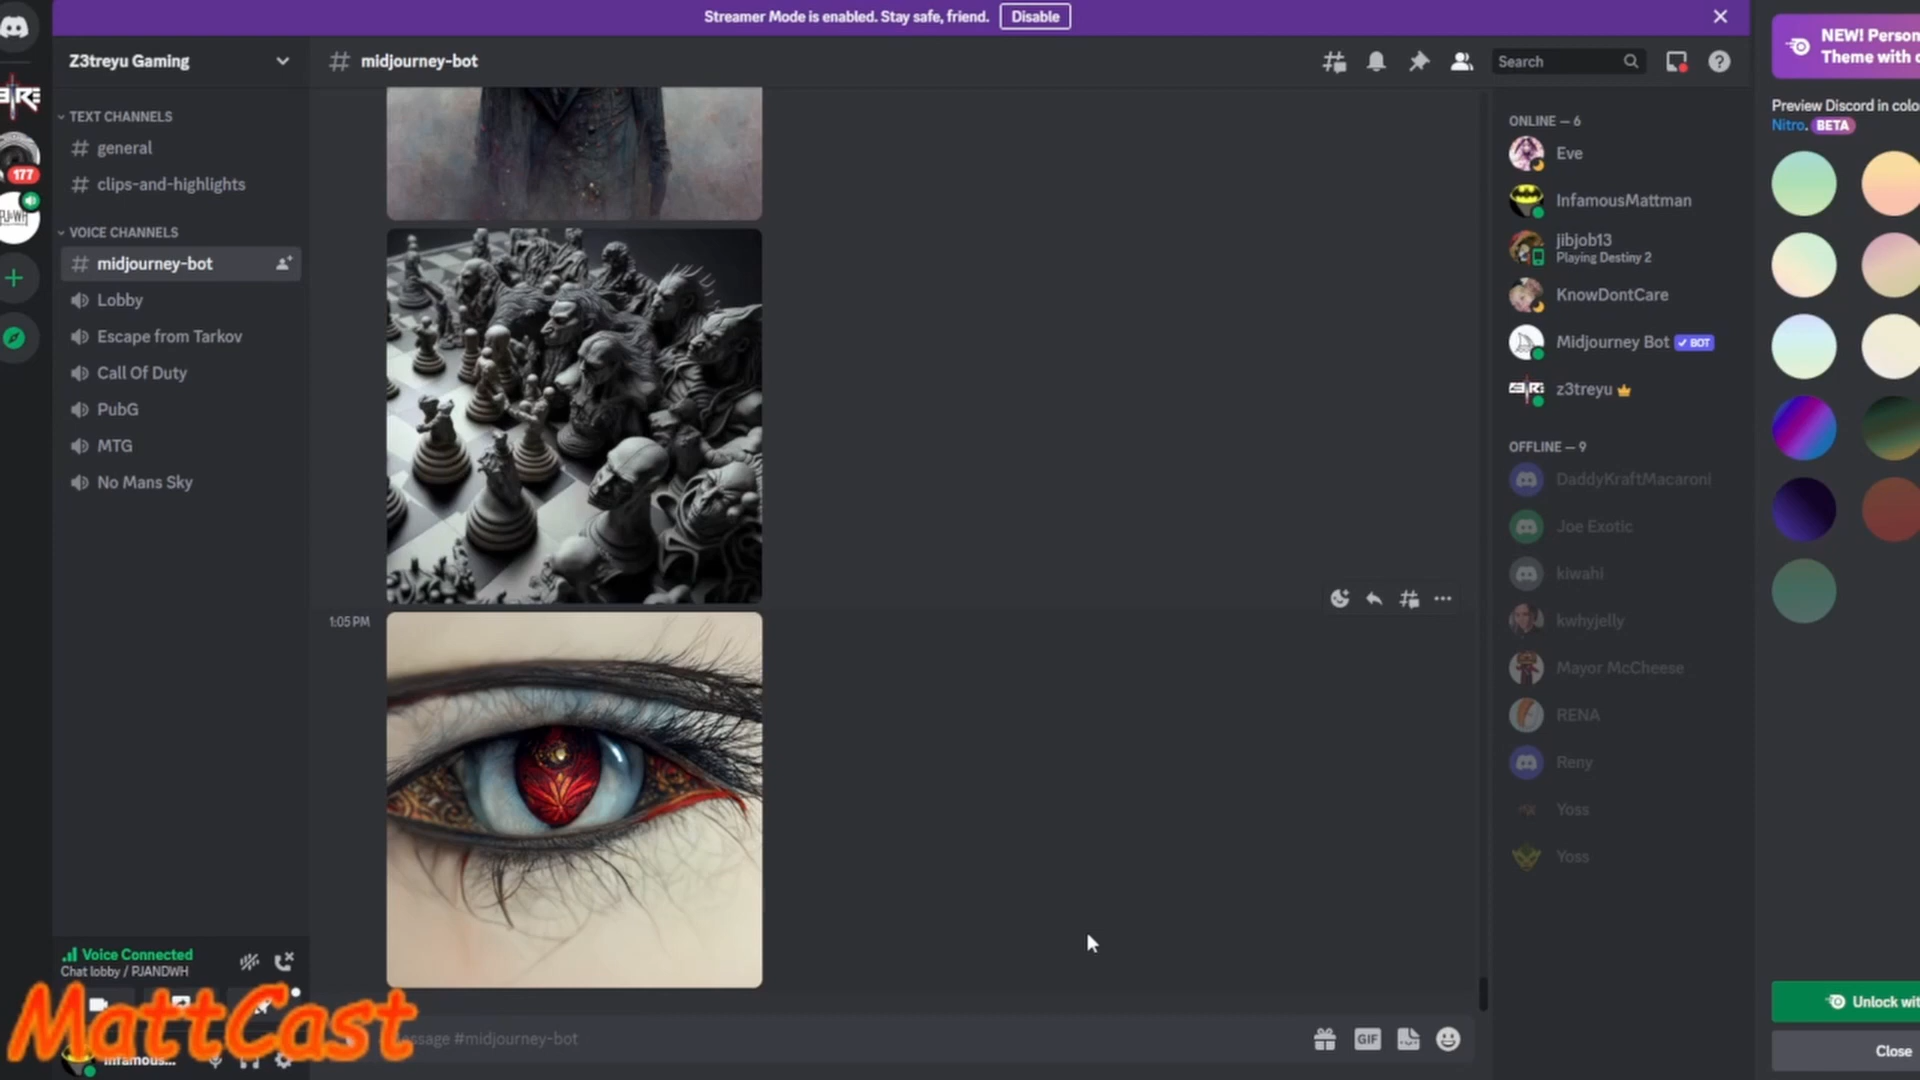 Streamer Mode is enabled. Stay safe, friend. Disable
Z3treyu Gaming
midjourney-bot
Search
TEXT CHANNELS
general
clips-and-highlights
VOICE CHANNELS
midjourney-bot
Lobby
Escape from Tarkov
Call Of Duty
PubG
MTG
No Mans Sky
177
1:05 PM
ONLINE — 6
Eve
InfamousMattman
jibjob13
Playing Destiny 2
KnowDontCare
Midjourney Bot BOT
z3treyu
OFFLINE — 9
DaddyKraftMacaroni
Joe Exotic
kiwahi
kwhyjelly
Mayor McCheese
RENA
Reny
Yoss
Yoss
NEW! Person
Theme with
Preview Discord in colo
Nitro. BETA
Unlock wit
Close
Voice Connected
Chat lobby / PJANDWH
MattCast
Infamous...
essage #midjourney-bot
GIF